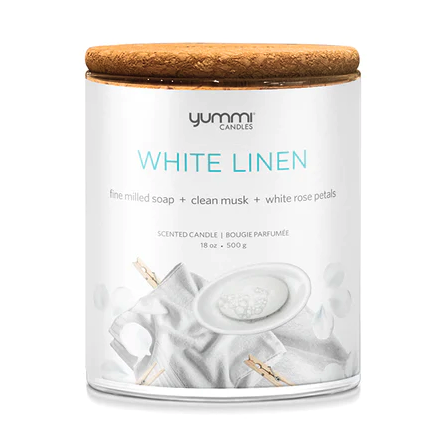 yummi
CANDLES
WHITE LINEN
fine milled soap + clean musk + white rose petals
SCENTED CANDLE | BOUGIE PARFUMÉE
18 oz • 500 g